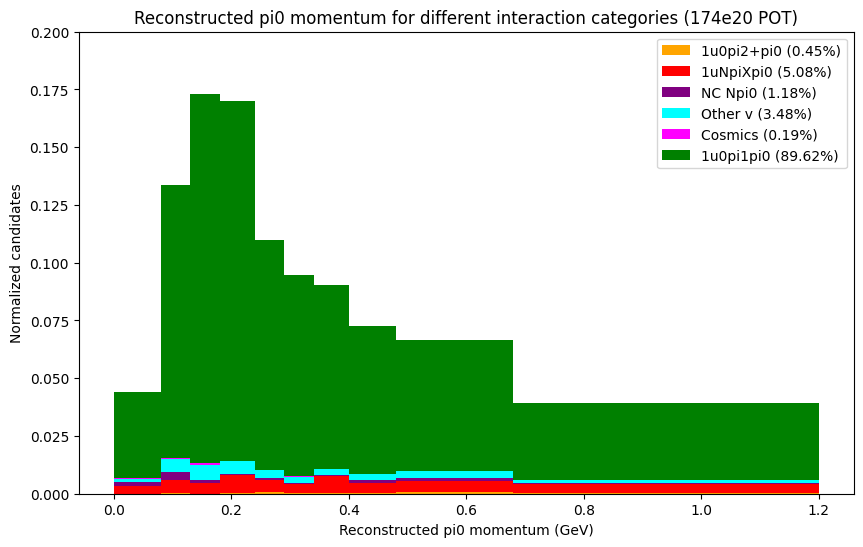 Reconstructed pi0 momentum for different interaction categories (174e20 POT)
0.200
0.175
0.150
0.125
0.100
0.075
0.050
0.025
0.000
Normalized candidates
1u0pi2+pi0 (0.45%)
1uNpiXpi0 (5.08%)
NC Npi0 (1.18%)
Other v (3.48%)
Cosmics (0.19%)
1u0pi1pi0 (89.62%)
0.0 0.2 0.4 0.6 0.8 1.0 1.2
Reconstructed pi0 momentum (GeV)